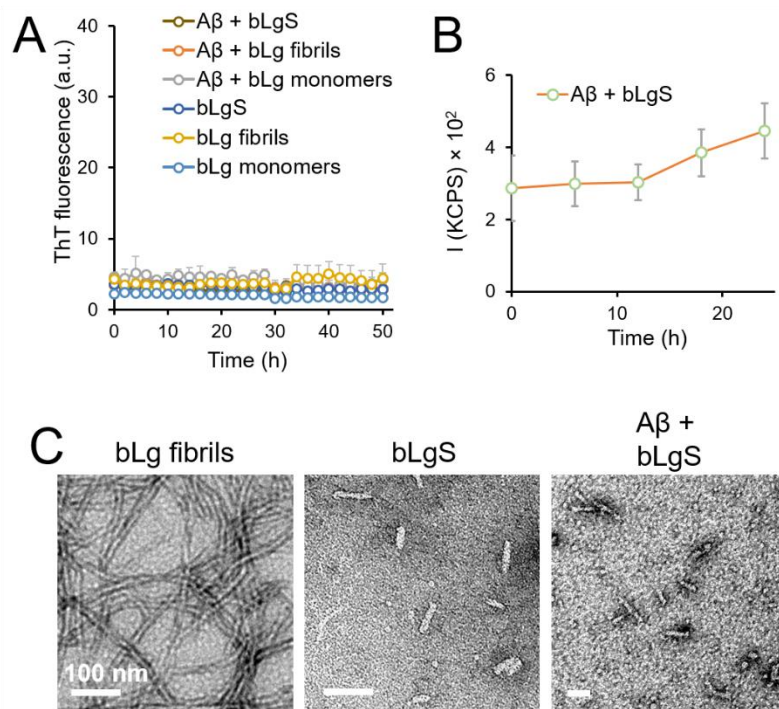 A
Aβ + bLgS
Aβ + bLg fibrils
Aβ + bLg monomers
bLgS
bLg fibrils
bLg monomers
ThT fluorescence (a.u.)
40
30
20
10
0
0 10 20 30 40 50
Time (h)
B
Aβ + bLgS
I (KCPS) × 10²
6
4
2
0
0 10 20
Time (h)
C
bLg fibrils
bLgS
Aβ +
bLgS
100 nm